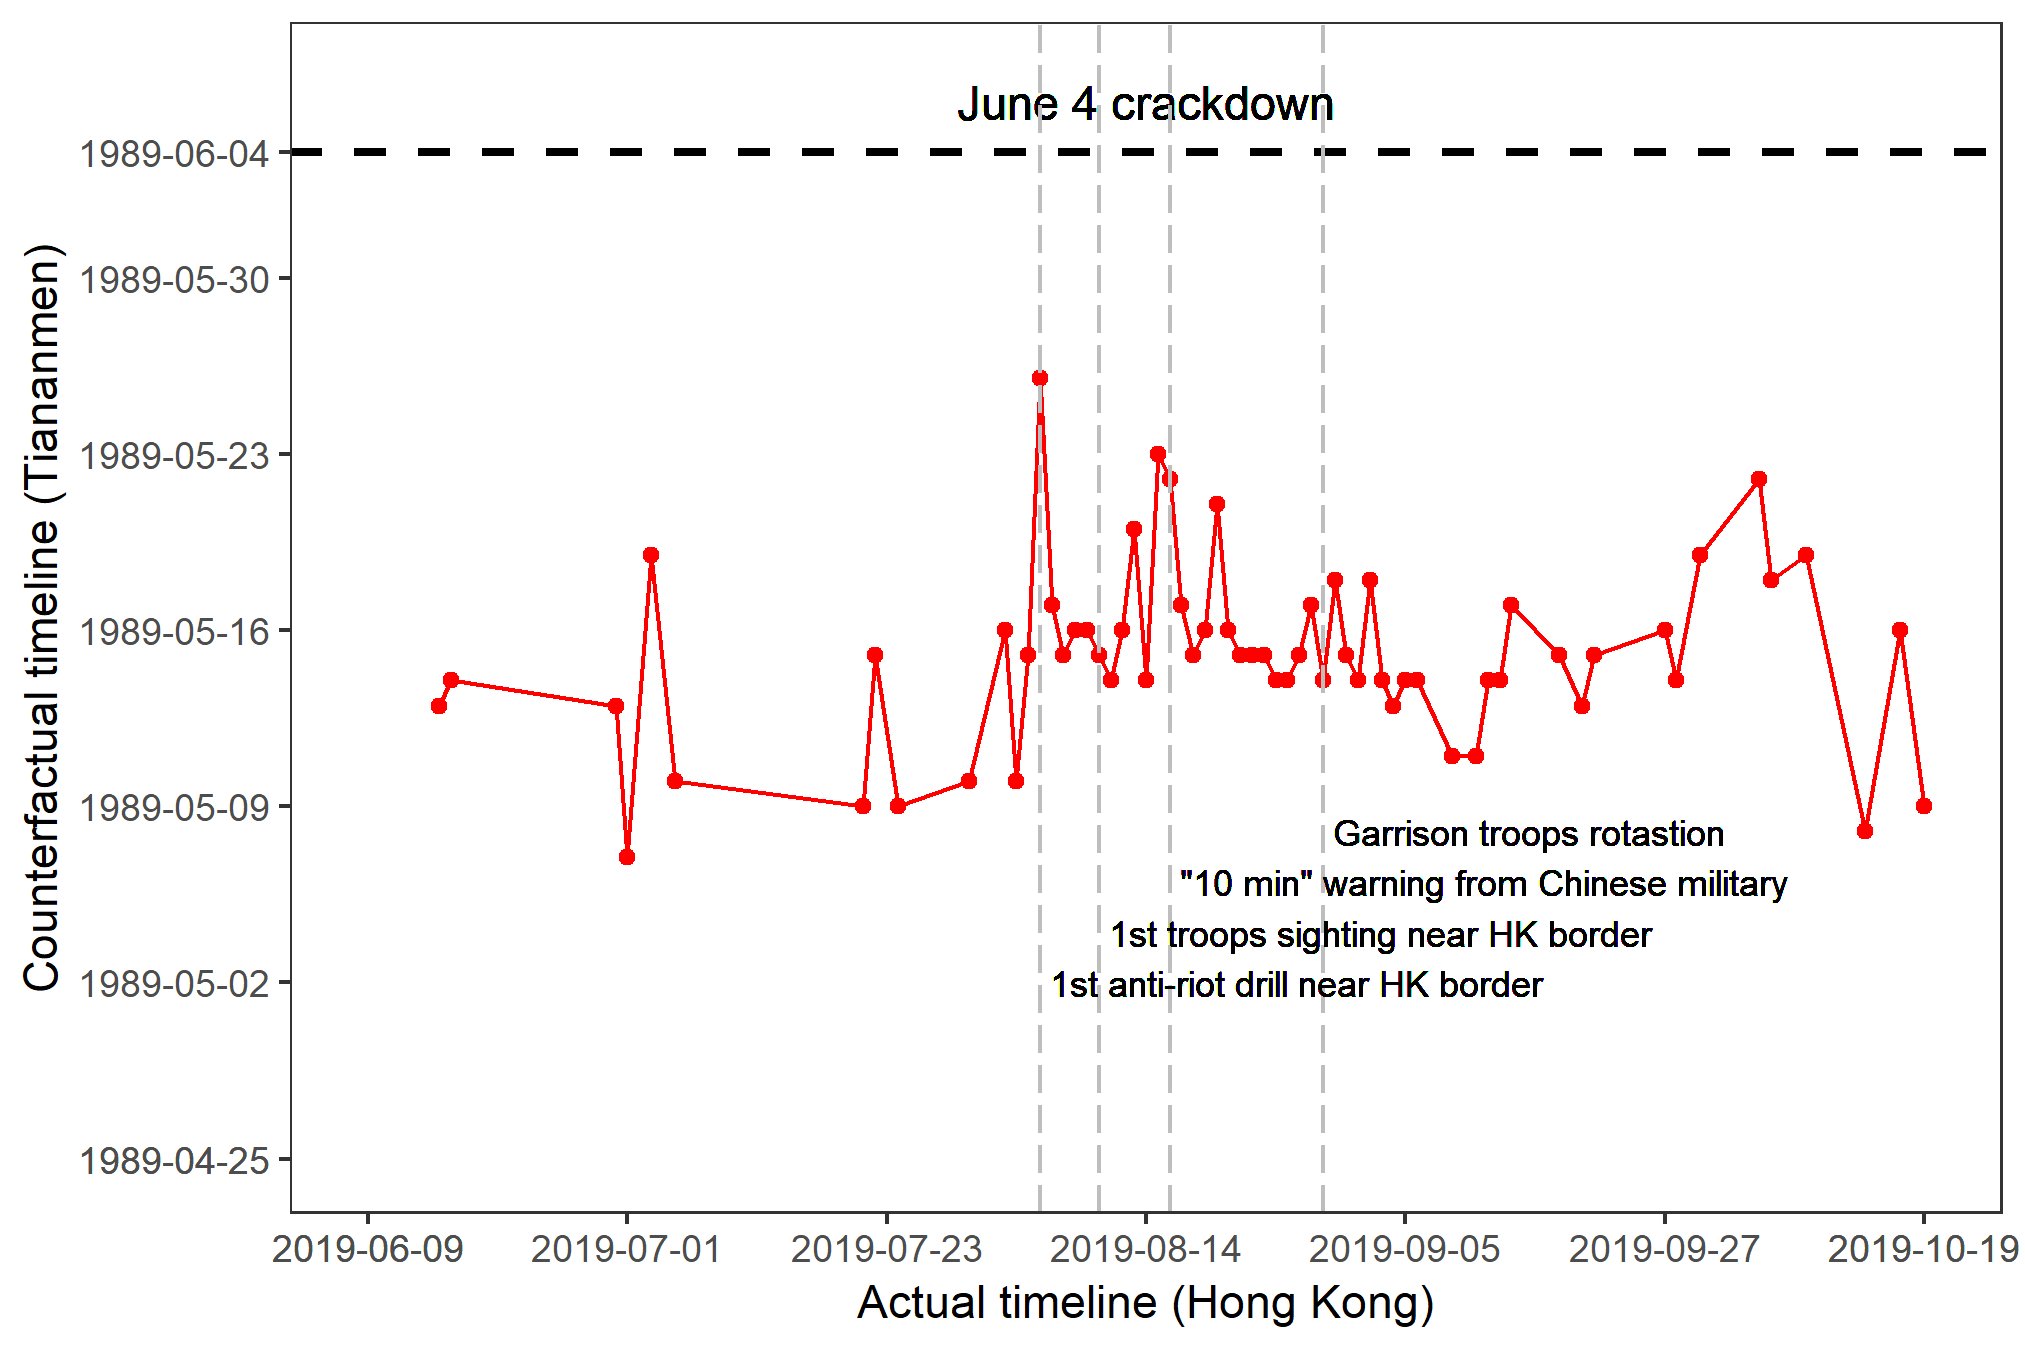 June 4 crackdown
1989-06-04
1989-05-30
1989-05-23
1989-05-16
1989-05-09
1989-05-02
1989-04-25
Counterfactual timeline (Tiananmen)
Garrison troops rotastion
"10 min" warning from Chinese military
1st troops sighting near HK border
1st anti-riot drill near HK border
2019-06-09 2019-07-01 2019-07-23 2019-08-14 2019-09-05 2019-09-27 2019-10-19
Actual timeline (Hong Kong)